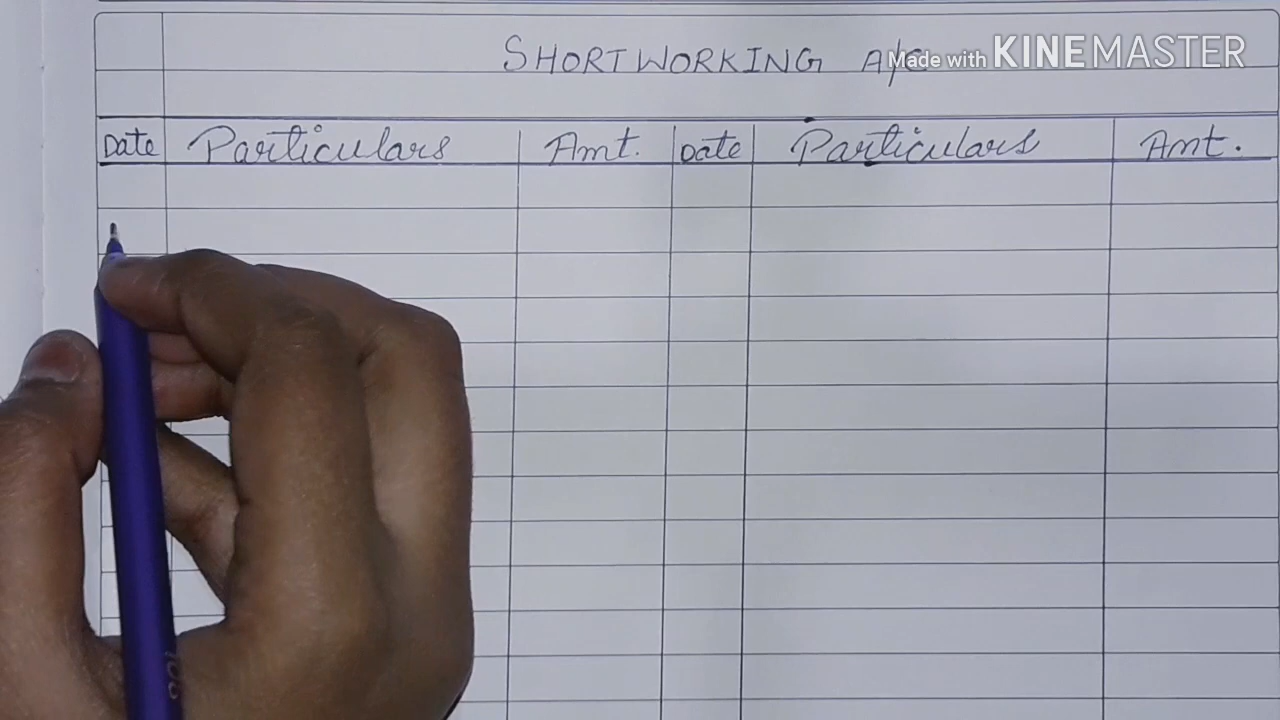 SHORTWORKING A/C
Made with KINEMASTER
Date Particulars Amt. Date Particulars Amt.